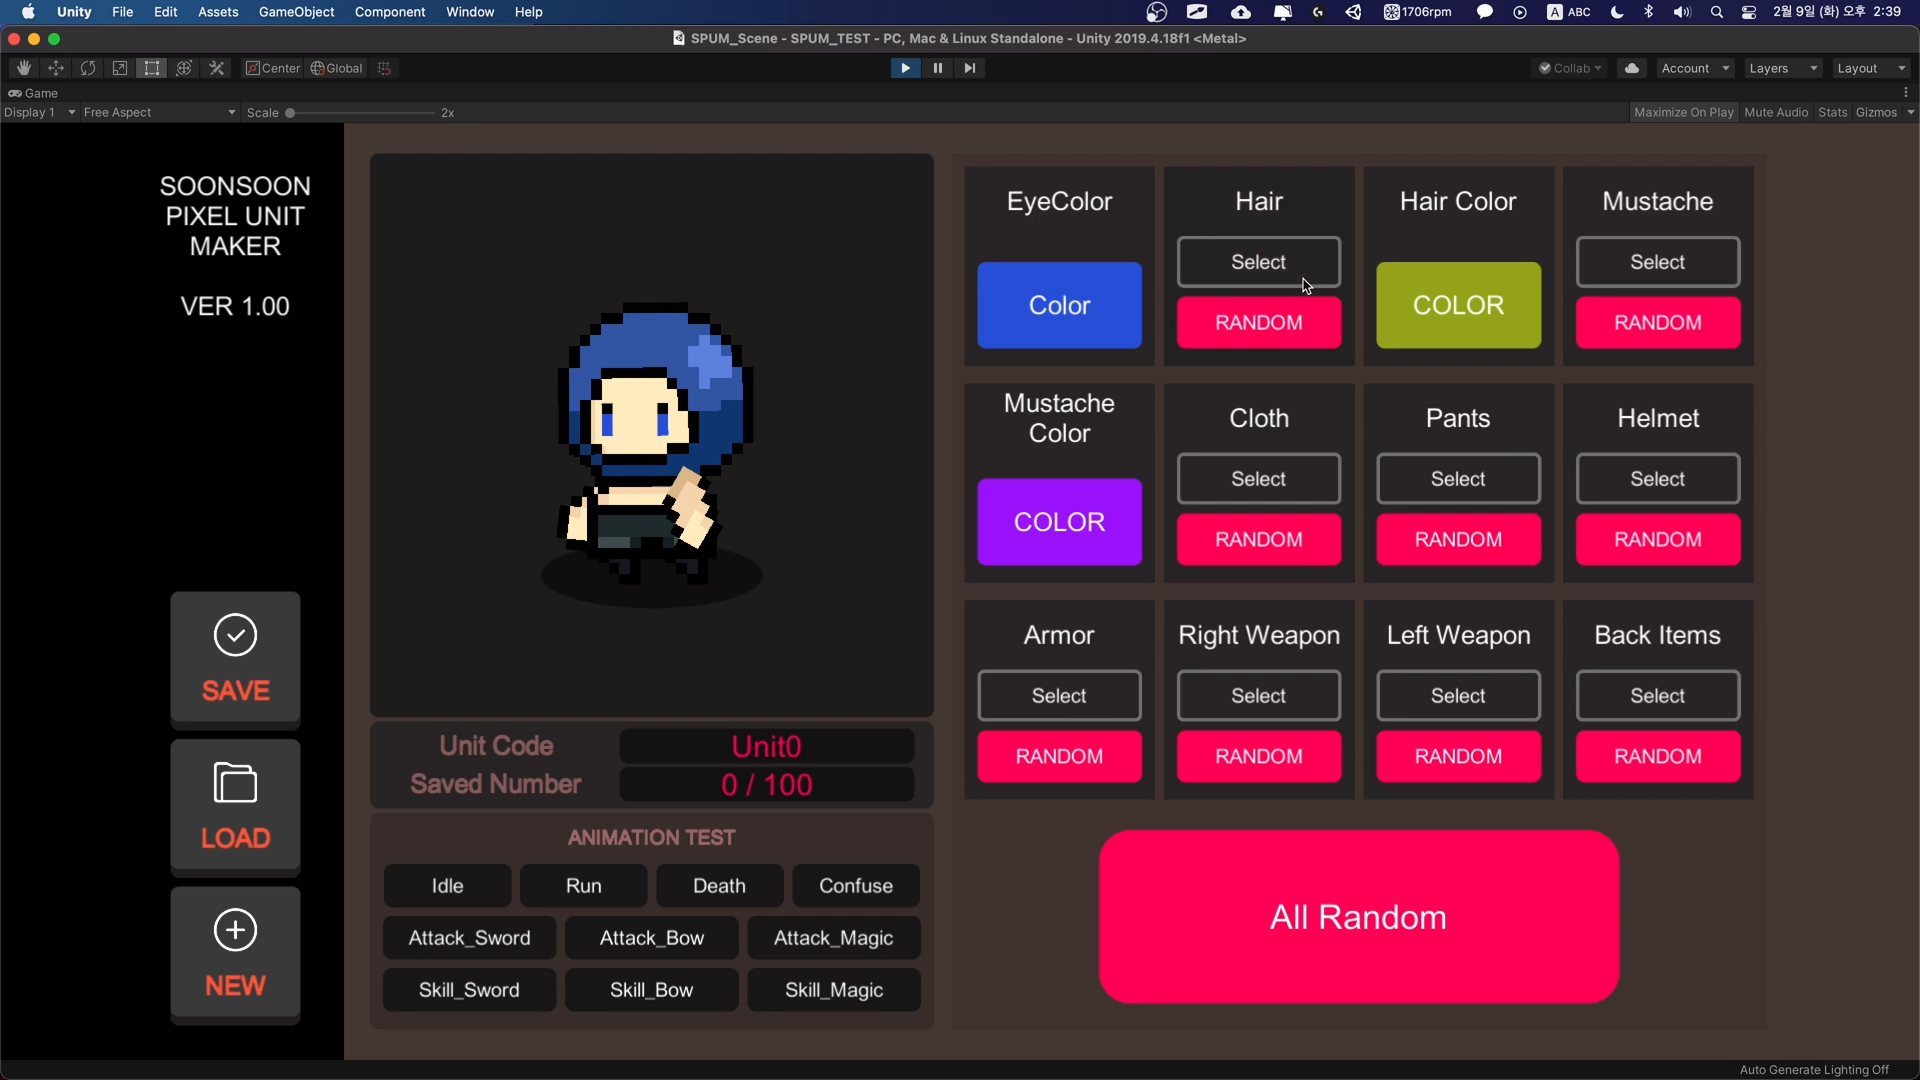 Unity File Edit Assets GameObject Component Window Help 1706rpm A ABC 2월 9일 (화) 오후 2:39
SPUM_Scene - SPUM_TEST - PC, Mac & Linux Standalone - Unity 2019.4.18f1 <Metal>
Center Global Collab Account Layers Layout
Game
Display 1 Free Aspect Scale 2x Maximize On Play Mute Audio Stats Gizmos
SOONSOON
PIXEL UNIT
MAKER
VER 1.00
SAVE
LOAD
NEW
Unit Code Unit0
Saved Number 0 / 100
ANIMATION TEST
Idle Run Death Confuse
Attack_Sword Attack_Bow Attack_Magic
Skill_Sword Skill_Bow Skill_Magic
EyeColor
Color
Hair
Select
RANDOM
Hair Color
COLOR
Mustache
Select
RANDOM
Mustache
Color
COLOR
Cloth
Select
RANDOM
Pants
Select
RANDOM
Helmet
Select
RANDOM
Armor
Select
RANDOM
Right Weapon
Select
RANDOM
Left Weapon
Select
RANDOM
Back Items
Select
RANDOM
All Random
Auto Generate Lighting Off